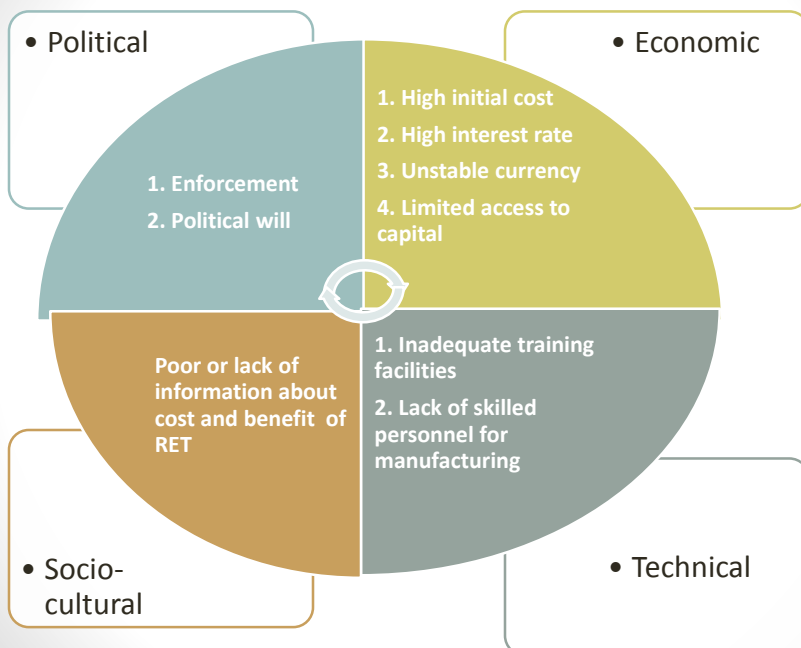 • Political
1. Enforcement
2. Political will
• Economic
1. High initial cost
2. High interest rate
3. Unstable currency
4. Limited access to
capital
Poor or lack of
information about
cost and benefit of
RET
• Socio-
cultural
1. Inadequate training
facilities
2. Lack of skilled
personnel for
manufacturing
• Technical